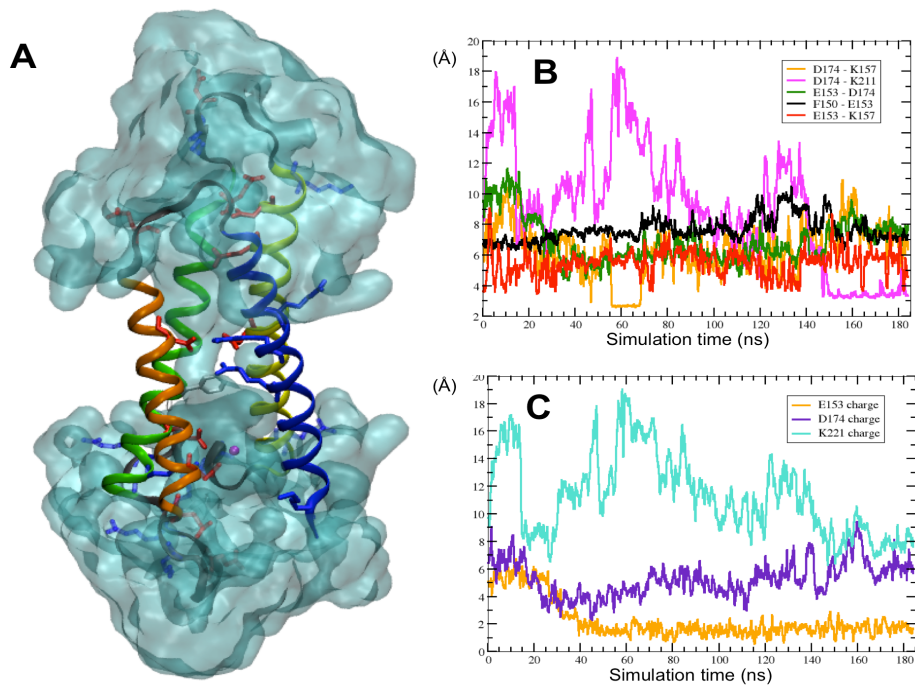 A
(Å)
B
20
18
16
14
12
10
8
6
4
2
D174 - K157
D174 - K211
E153 - D174
F150 - E153
E153 - K157
0 20 40 60 80 100 120 140 160 180
Simulation time (ns)
(Å)
C
20
18
16
14
12
10
8
6
4
2
0
E153 charge
D174 charge
K221 charge
0 20 40 60 80 100 120 140 160 180
Simulation time (ns)